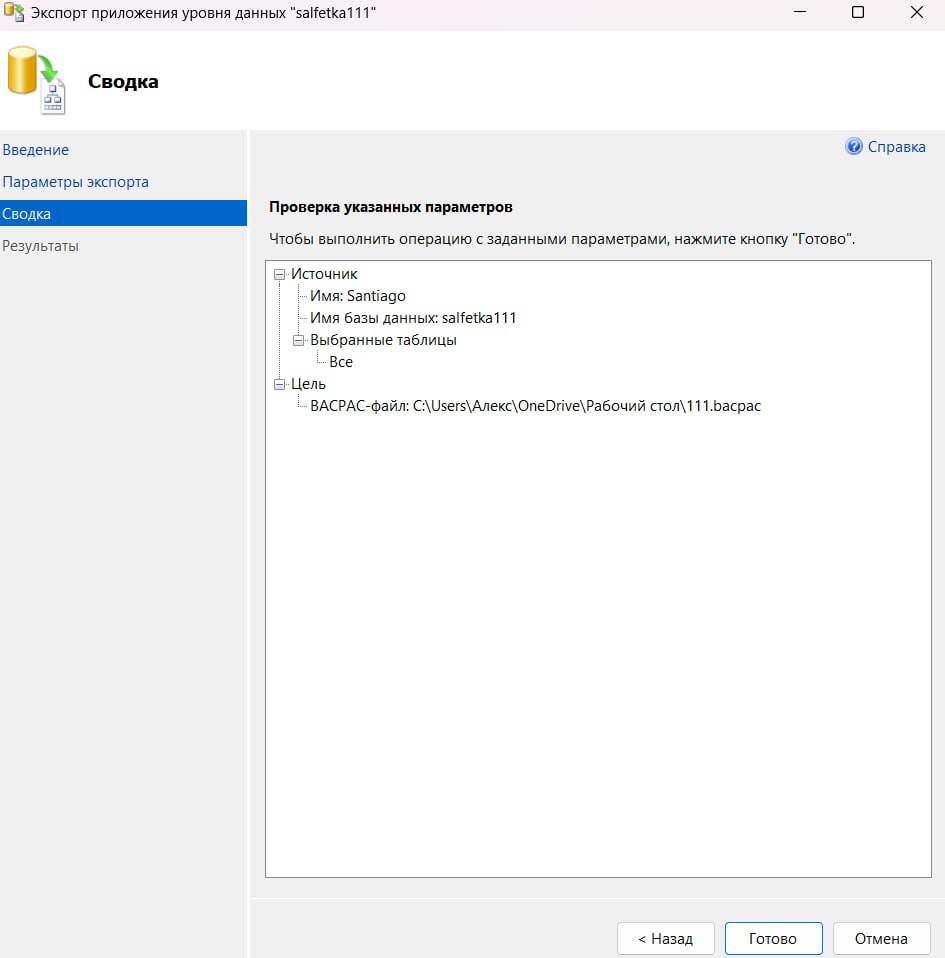 Экспорт приложения уровня данных "salfetka111"
Сводка
Введение
Параметры экспорта
Сводка
Результаты
Справка
Проверка указанных параметров
Чтобы выполнить операцию с заданными параметрами, нажмите кнопку "Готово".
Источник
Имя: Santiago
Имя базы данных: salfetka111
Выбранные таблицы
Все
Цель
BACPAC-файл: C:\Users\Алекс\OneDrive\Рабочий стол\111.bacpac
< Назад
Готово
Отмена